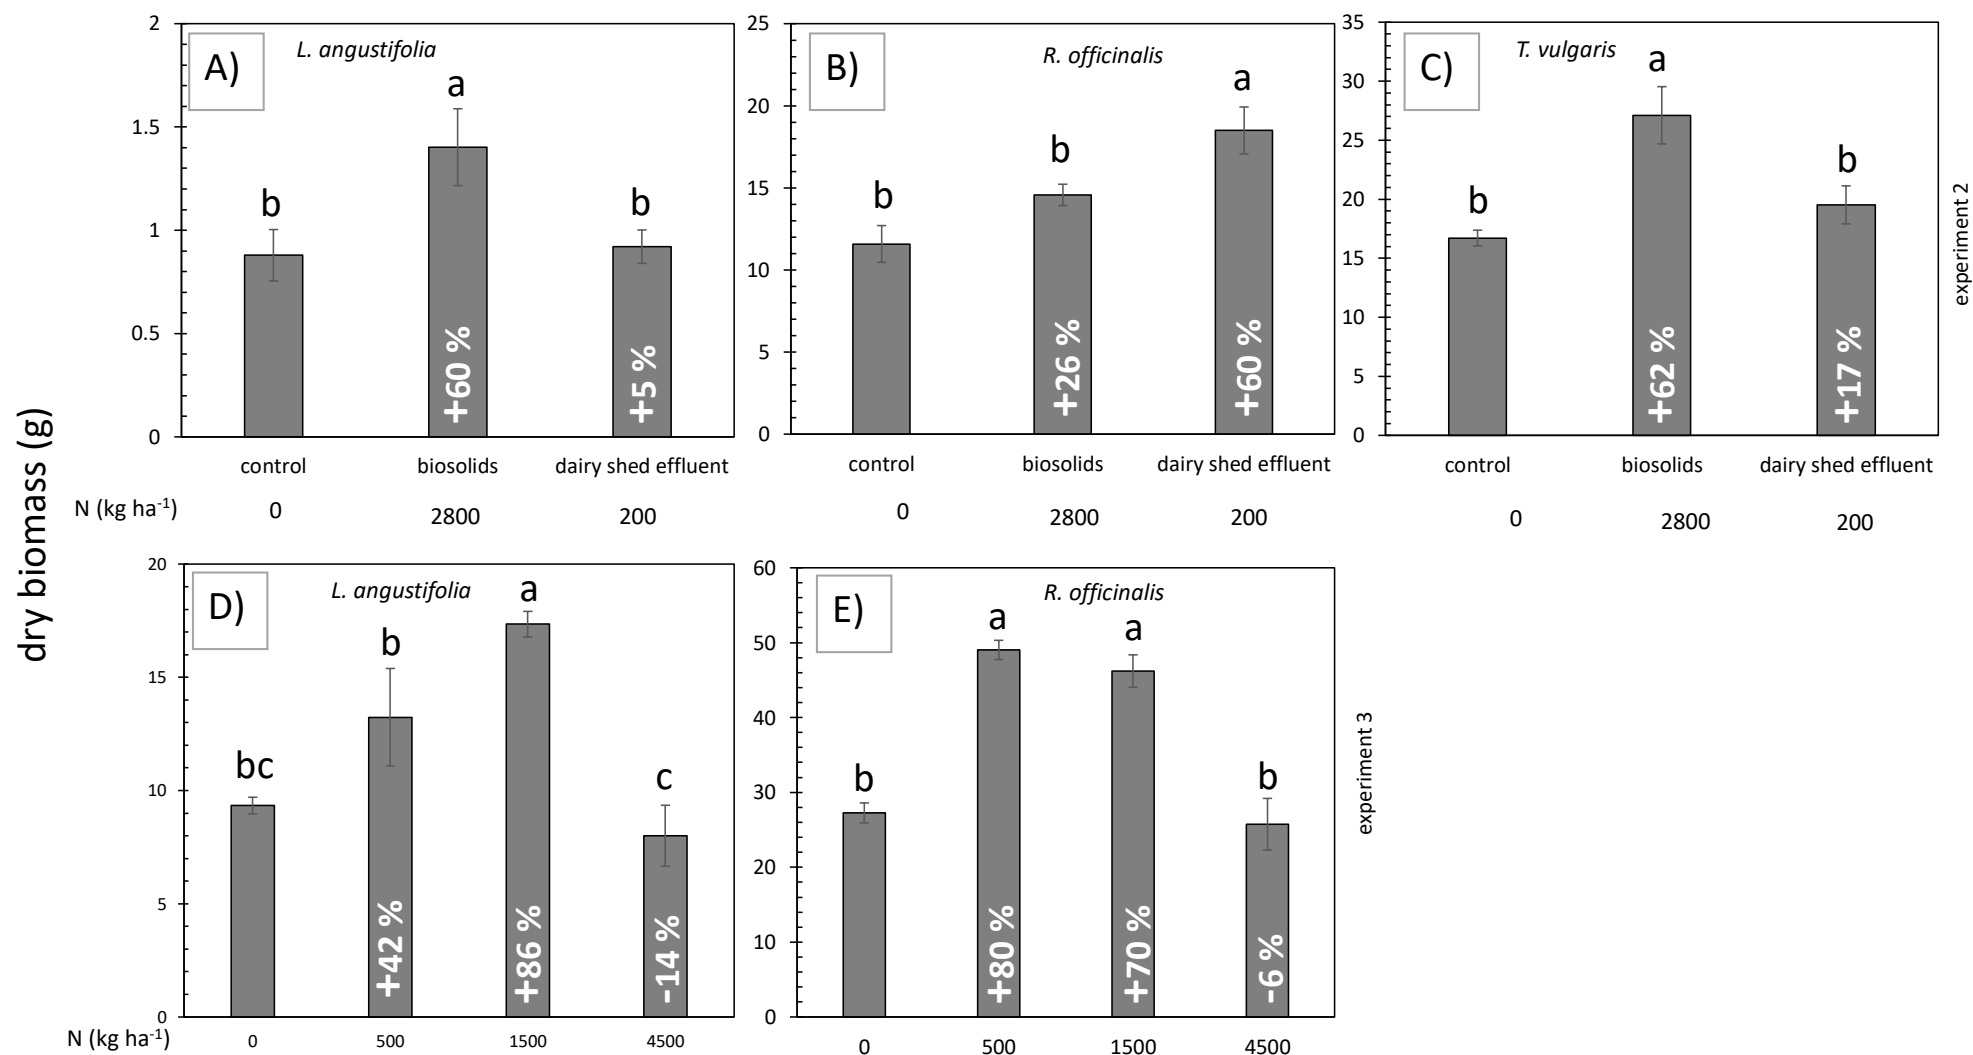 dry biomass (g)
A)
L. angustifolia
2
1.5
1
0.5
0
b
a
b
+60 %
+5 %
control
biosolids
dairy shed effluent
N (kg ha⁻¹)
0
2800
200
B)
R. officinalis
25
20
15
10
5
0
b
b
a
+26 %
+60 %
control
biosolids
dairy shed effluent
0
2800
200
C)
T. vulgaris
35
30
25
20
15
10
5
0
b
a
b
+62 %
+17 %
control
biosolids
dairy shed effluent
0
2800
200
experiment 2
D)
L. angustifolia
20
15
10
5
0
bc
b
a
c
+42 %
+86 %
-14 %
N (kg ha⁻¹)
0
500
1500
4500
E)
R. officinalis
60
50
40
30
20
10
0
b
a
a
b
+80 %
+70 %
-6 %
0
500
1500
4500
experiment 3